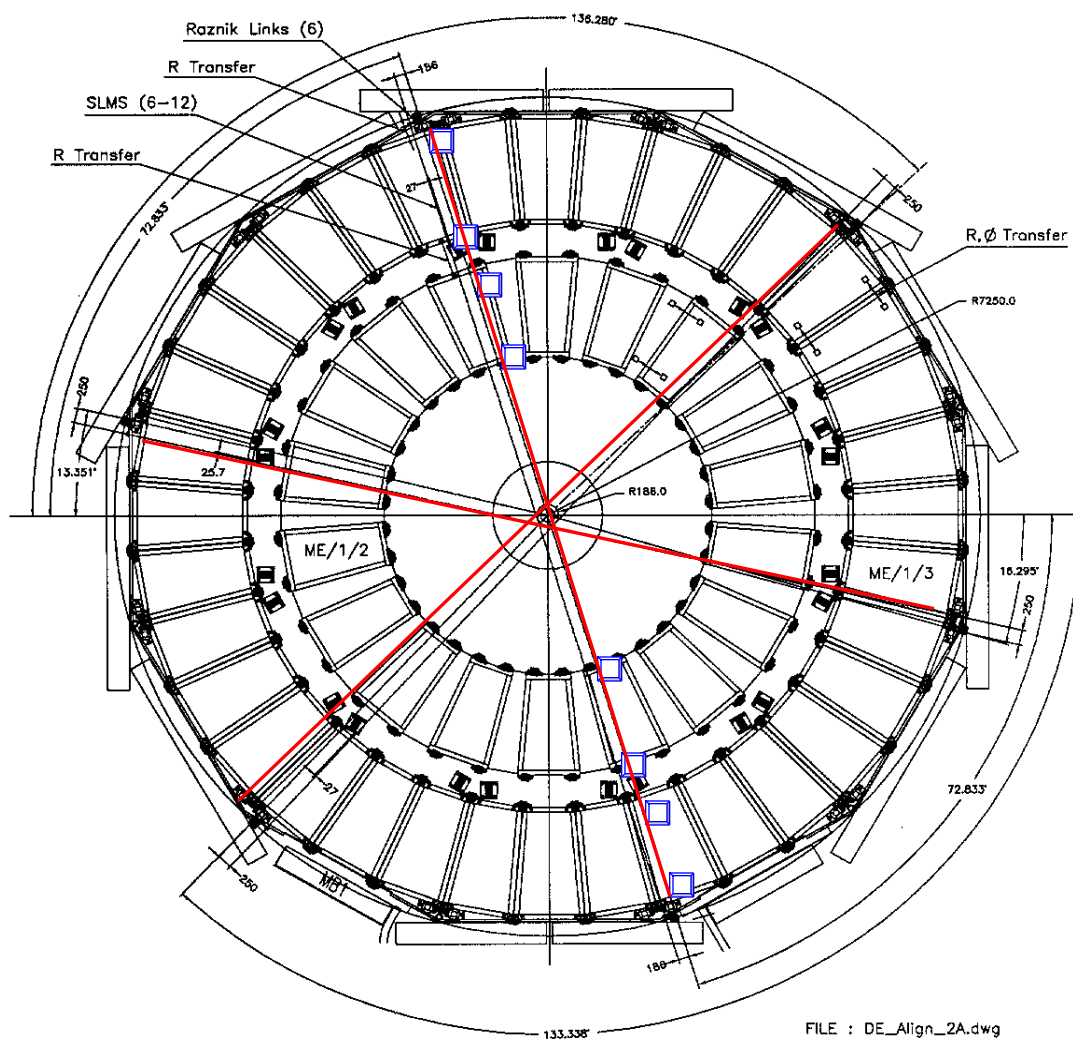 136.280°
Raznik Links (6)
186
R Transfer
SLMS (6-12)
R Transfer
27
72.833°
250
R,Ø Transfer
R7250.0
250
25.7
13.351°
R188.0
ME/1/2
ME/1/3
16.295°
250
27
72.833°
250
MB1
186
133.338°
FILE : DE_Align_2A.dwg